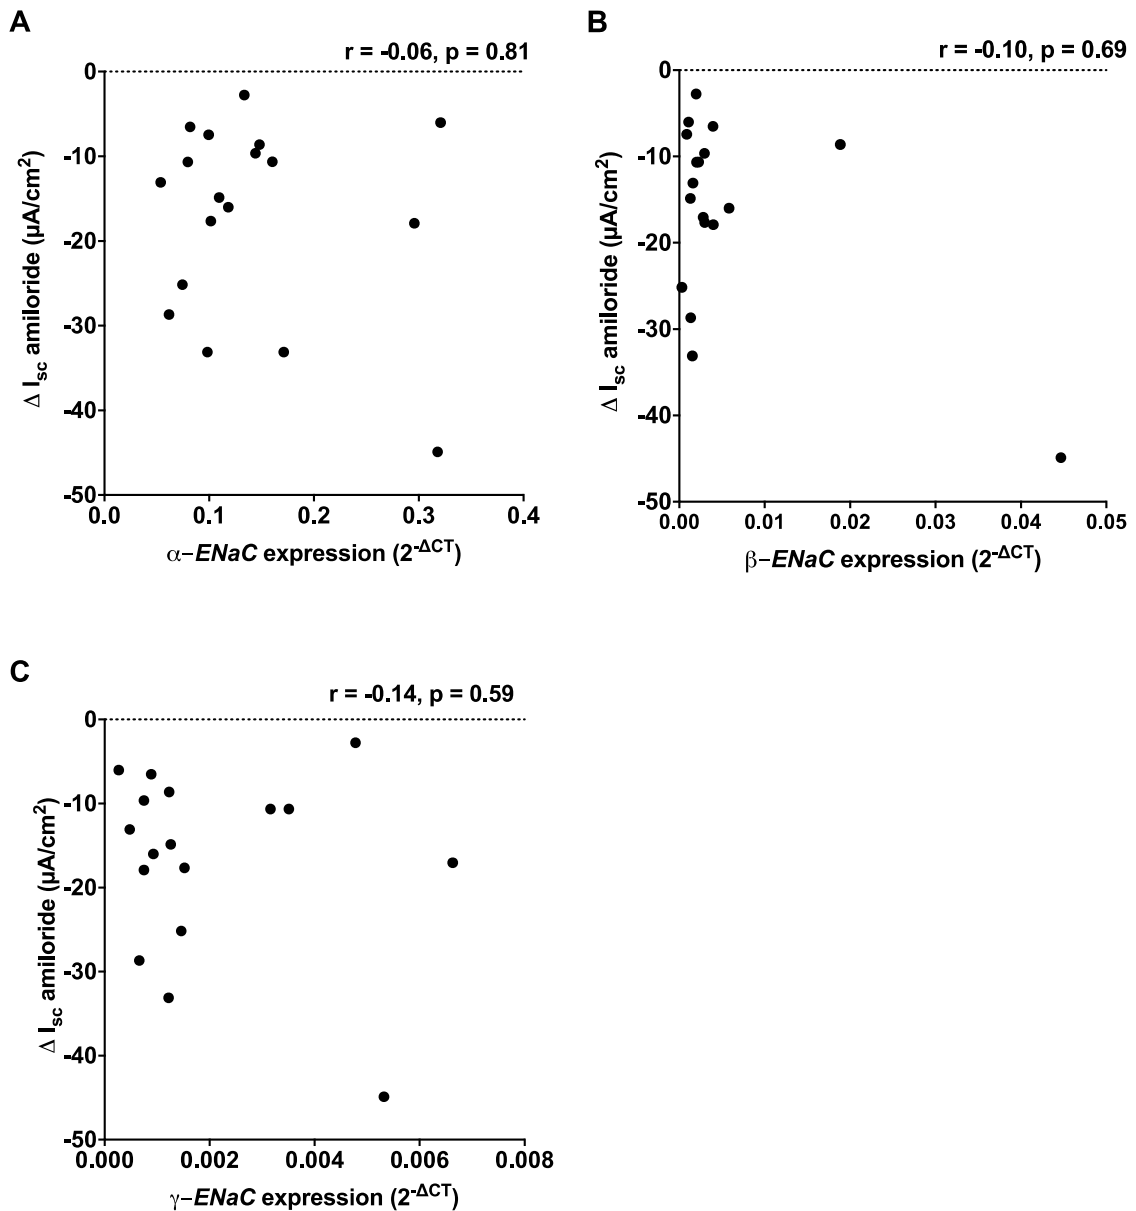 A
r = -0.06, p = 0.81
0
-10
-20
-30
-40
-50
Δ Isc amiloride (µA/cm²)
0.0 0.1 0.2 0.3 0.4
α–ENaC expression (2^-ΔCT)
B
r = -0.10, p = 0.69
0
-10
-20
-30
-40
-50
Δ Isc amiloride (µA/cm²)
0.00 0.01 0.02 0.03 0.04 0.05
β–ENaC expression (2^-ΔCT)
C
r = -0.14, p = 0.59
0
-10
-20
-30
-40
-50
Δ Isc amiloride (µA/cm²)
0.000 0.002 0.004 0.006 0.008
γ–ENaC expression (2^-ΔCT)